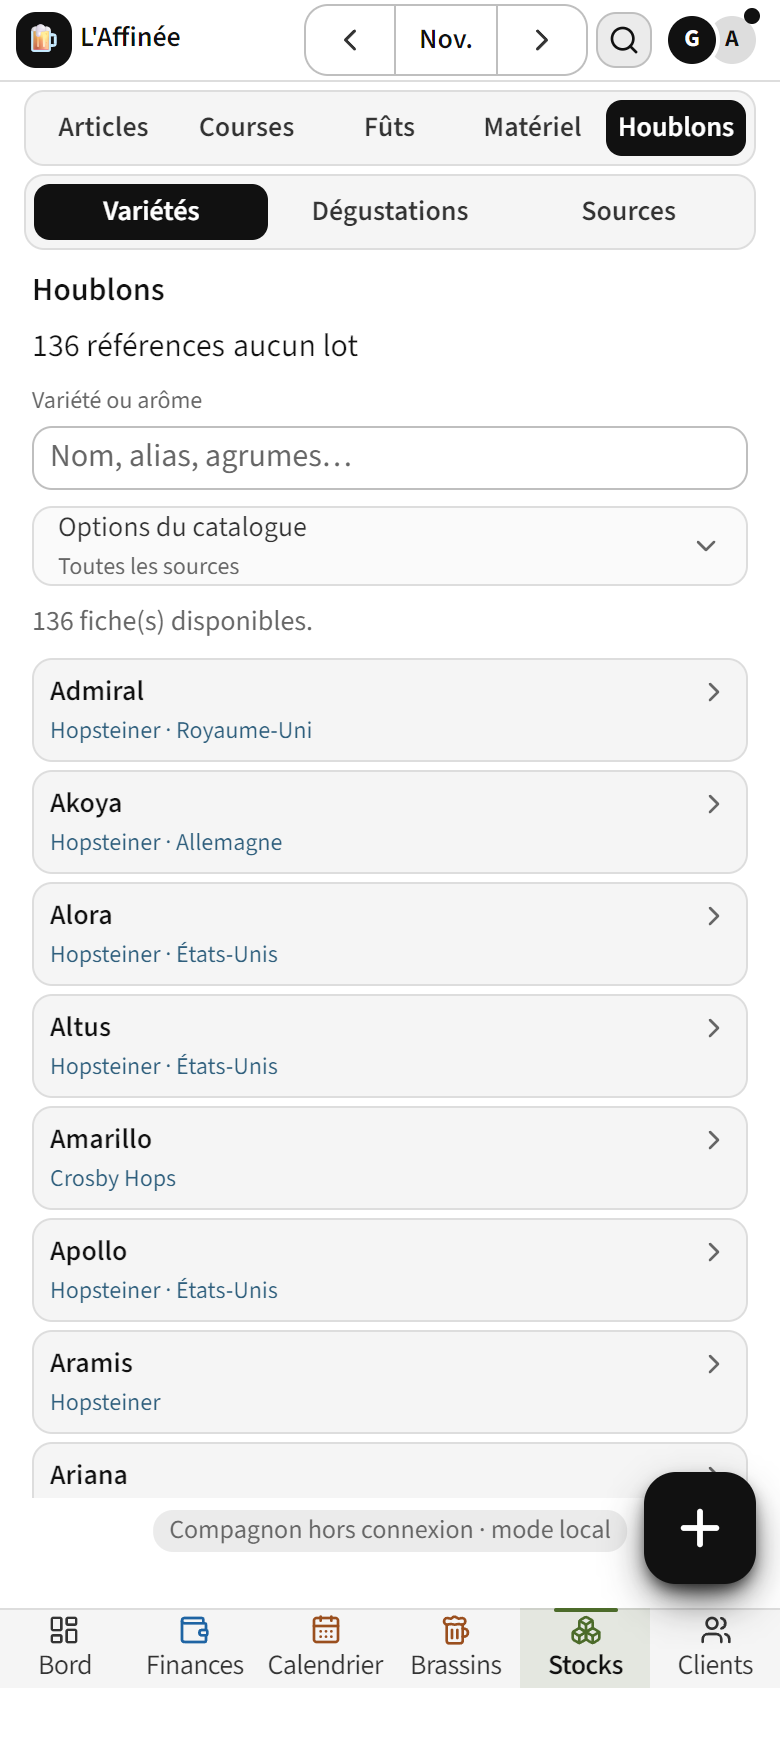 L'Affinée
Nov.
G
A
Articles
Courses
Fûts
Matériel
Houblons
Variétés
Dégustations
Sources
Houblons
136 références aucun lot
Variété ou arôme
Nom, alias, agrumes…
Options du catalogue
Toutes les sources
136 fiche(s) disponibles.
Admiral
Hopsteiner · Royaume-Uni
Akoya
Hopsteiner · Allemagne
Alora
Hopsteiner · États-Unis
Altus
Hopsteiner · États-Unis
Amarillo
Crosby Hops
Apollo
Hopsteiner · États-Unis
Aramis
Hopsteiner
Ariana
Compagnon hors connexion · mode local
Bord
Finances
Calendrier
Brassins
Stocks
Clients